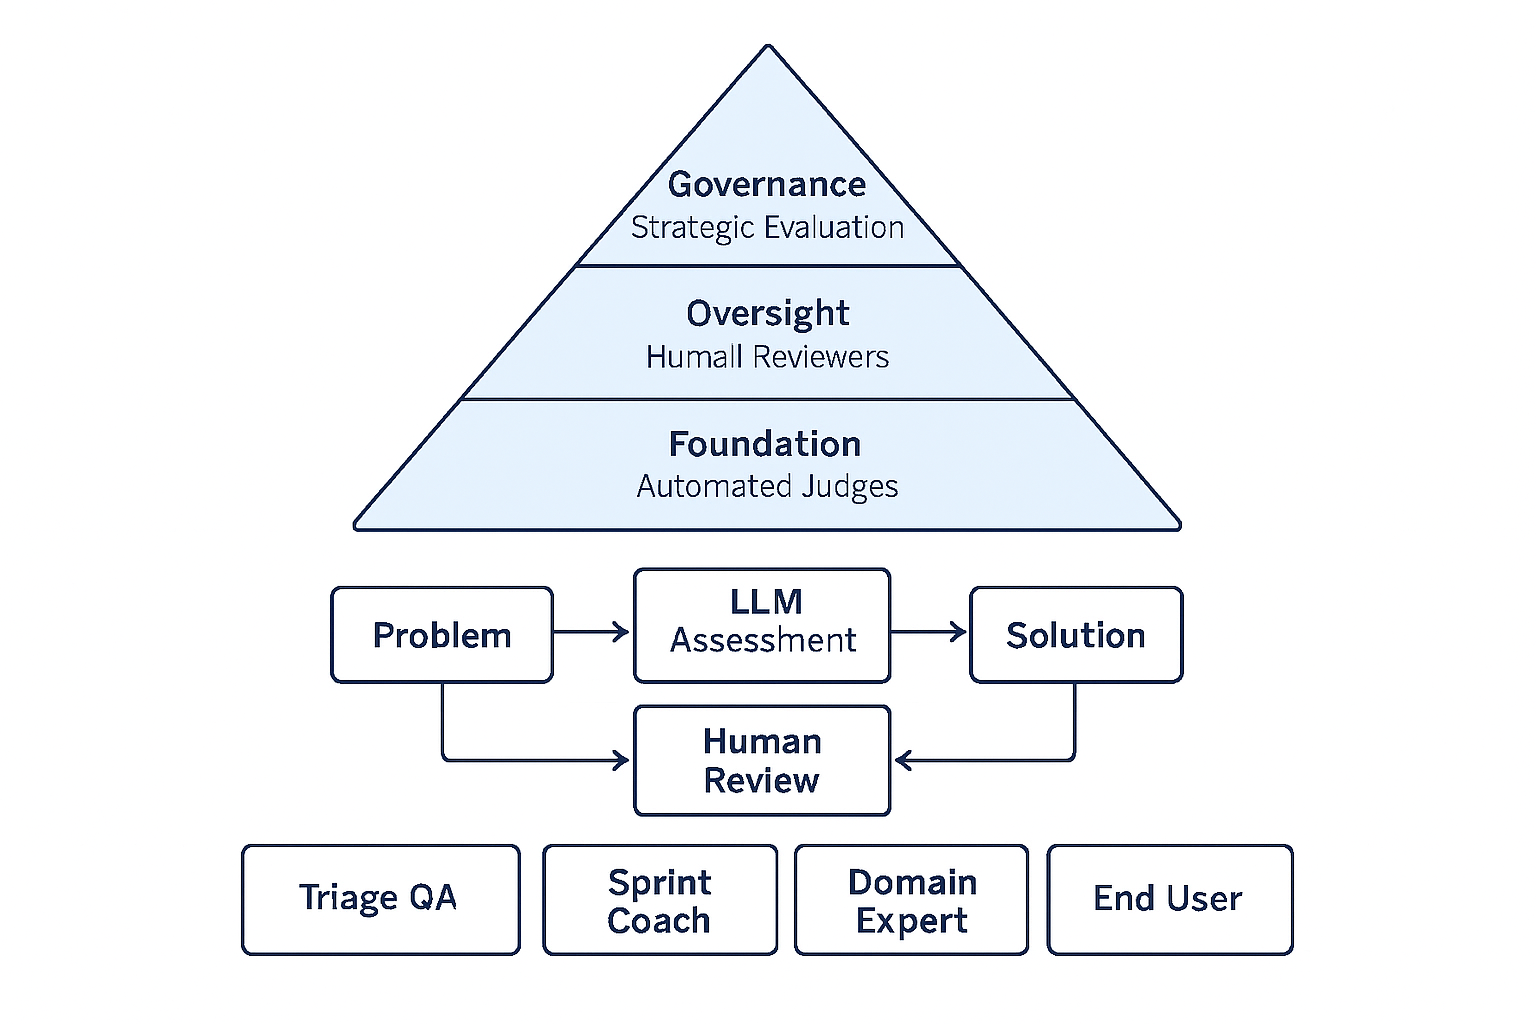 Governance
Strategic Evaluation
Oversight
Humall Reviewers
Foundation
Automated Judges
Problem
LLM
Assessment
Solution
Human
Review
Triage QA
Sprint
Coach
Domain
Expert
End User